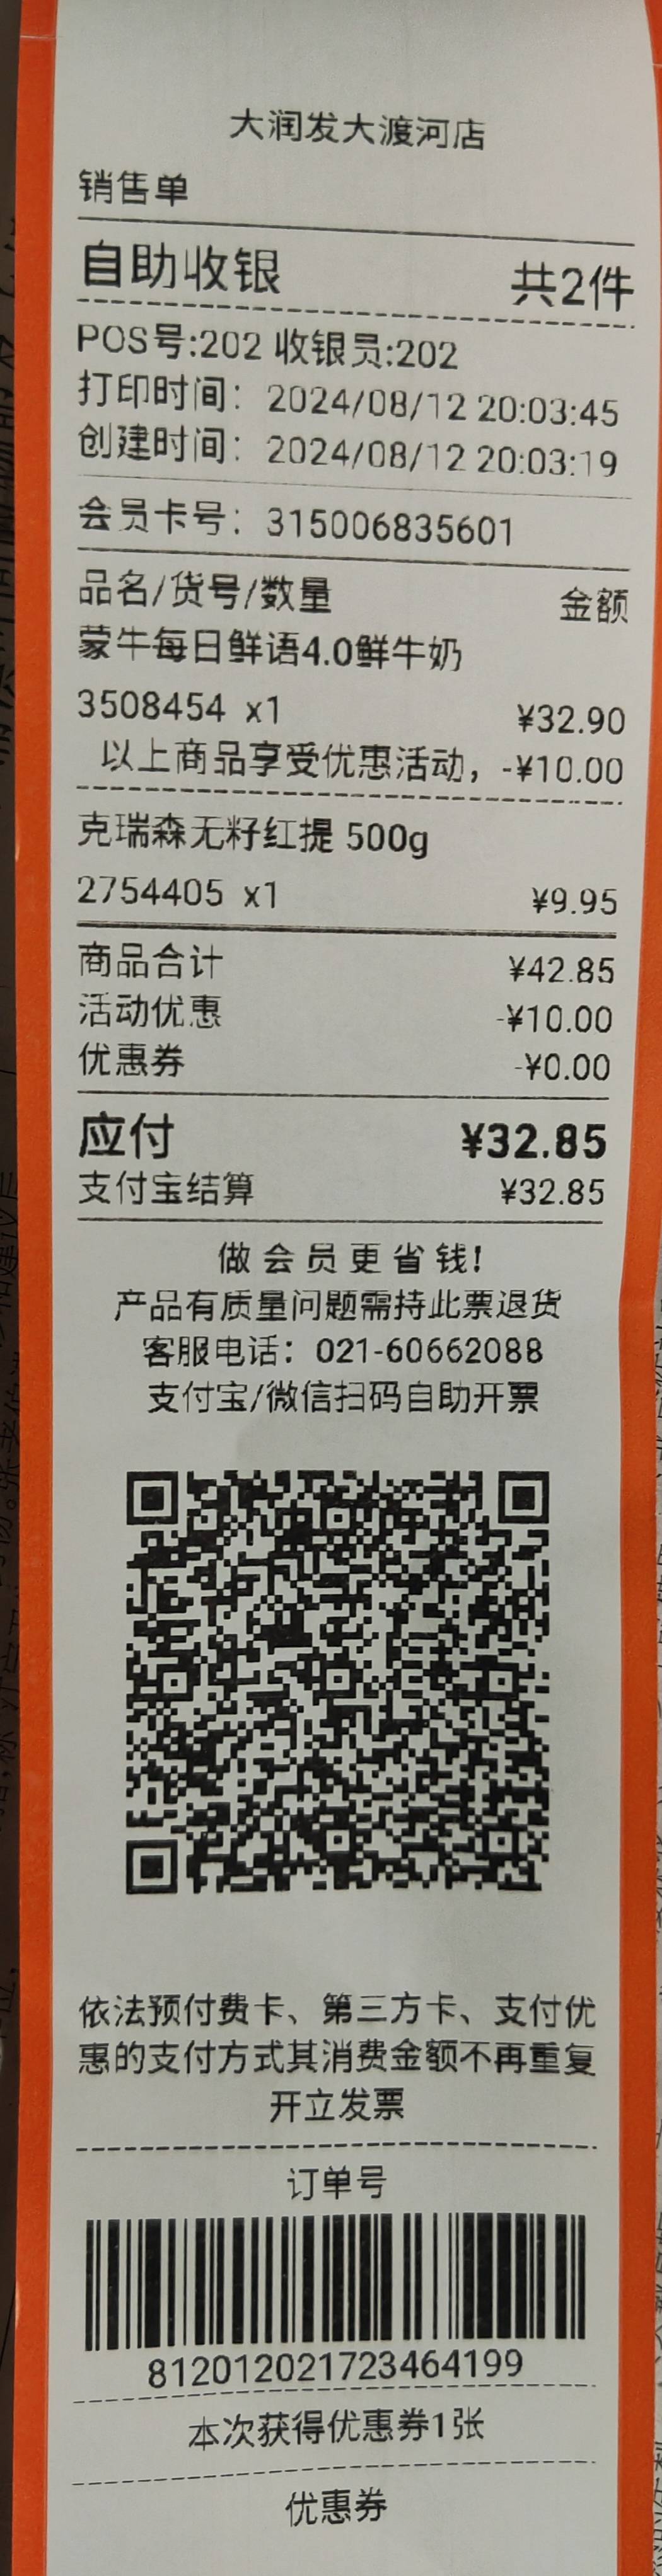 大润发大渡河店
销售单
自助收银 共2件
POS号:202 收银员:202
打印时间：2024/08/12 20:03:45
创建时间：2024/08/12 20:03:19
会员卡号：315006835601
品名/货号/数量 金额
蒙牛每日鲜语4.0鲜牛奶
3508454 x1 ¥32.90
以上商品享受优惠活动，-¥10.00
克瑞森无籽红提 500g
2754405 x1 ¥9.95
商品合计 ¥42.85
活动优惠 -¥10.00
优惠券 -¥0.00
应付 ¥32.85
支付宝结算 ¥32.85
做会员更省钱!
产品有质量问题需持此票退货
客服电话：021-60662088
支付宝/微信扫码自助开票
依法预付费卡、第三方卡、支付优
惠的支付方式其消费金额不再重复
开立发票
订单号
812012021723464199
本次获得优惠券1张
优惠券